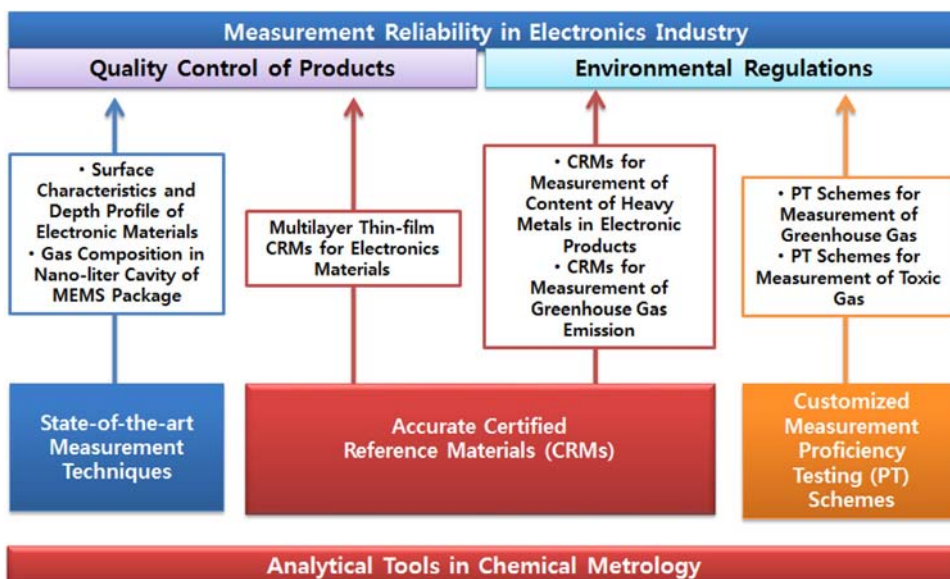 Measurement Reliability in Electronics Industry
Quality Control of Products
Environmental Regulations
• Surface
Characteristics and
Depth Profile of
Electronic Materials
• Gas Composition in
Nano-liter Cavity of
MEMS Package
Multilayer Thin-film
CRMs for Electronics
Materials
• CRMs for
Measurement of
Content of Heavy
Metals in Electronic
Products
• CRMs for
Measurement of
Greenhouse Gas
Emission
• PT Schemes for
Measurement of
Greenhouse Gas
• PT Schemes for
Measurement of Toxic
Gas
State-of-the-art
Measurement
Techniques
Accurate Certified
Reference Materials (CRMs)
Customized
Measurement
Proficiency
Testing (PT)
Schemes
Analytical Tools in Chemical Metrology